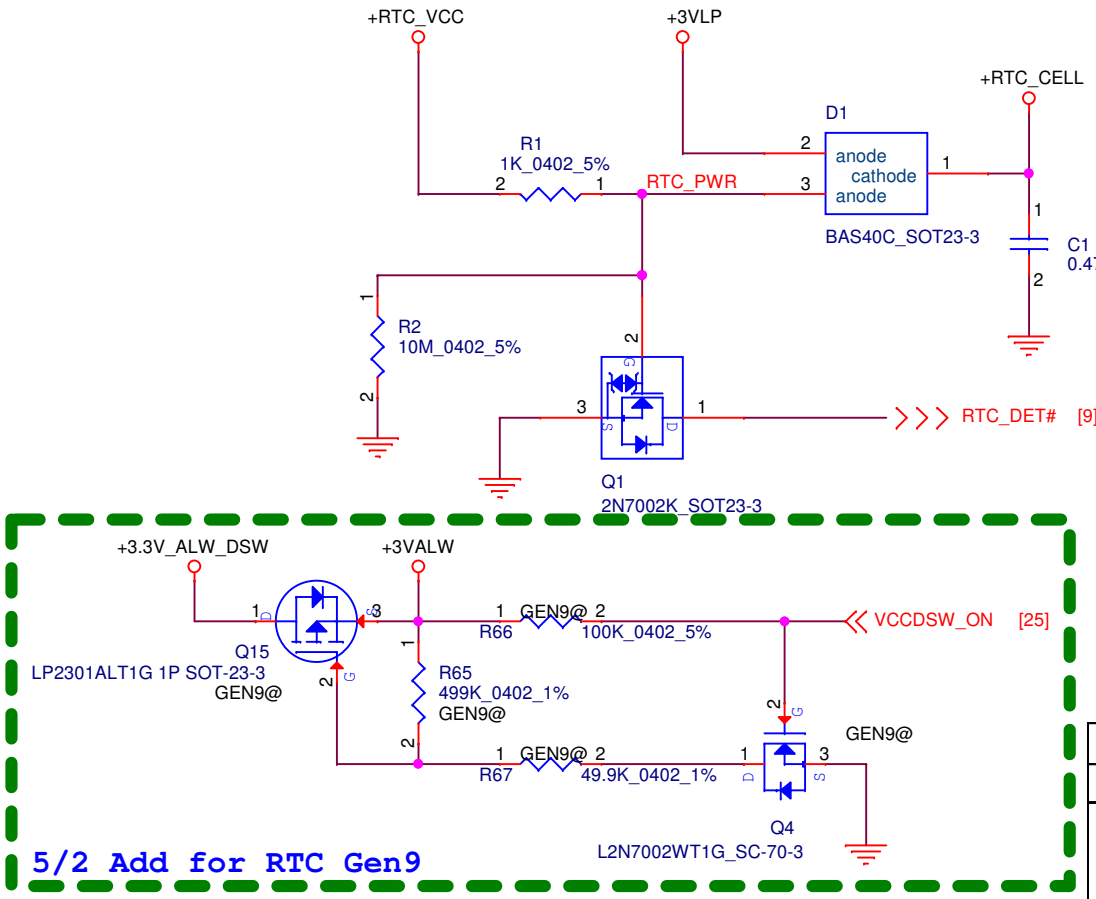 +RTC_VCC
+3VLP
+RTC_CELL
D1
R1
1K_0402_5%
2
1
RTC_PWR
2
3
anode
cathode
anode
1
BAS40C_SOT23-3
1
C1
0.47
2
1
R2
10M_0402_5%
2
2
G
3
S
D
1
RTC_DET# [9]
Q1
2N7002K_SOT23-3
+3.3V_ALW_DSW
+3VALW
1
D
S
3
Q15
LP2301ALT1G 1P SOT-23-3
GEN9@
2
G
1
GEN9@
2
R66
100K_0402_5%
VCCDSW_ON [25]
1
R65
499K_0402_1%
GEN9@
2
1
GEN9@
2
R67
49.9K_0402_1%
2
G
GEN9@
1
D
3
S
Q4
L2N7002WT1G_SC-70-3
5/2 Add for RTC Gen9